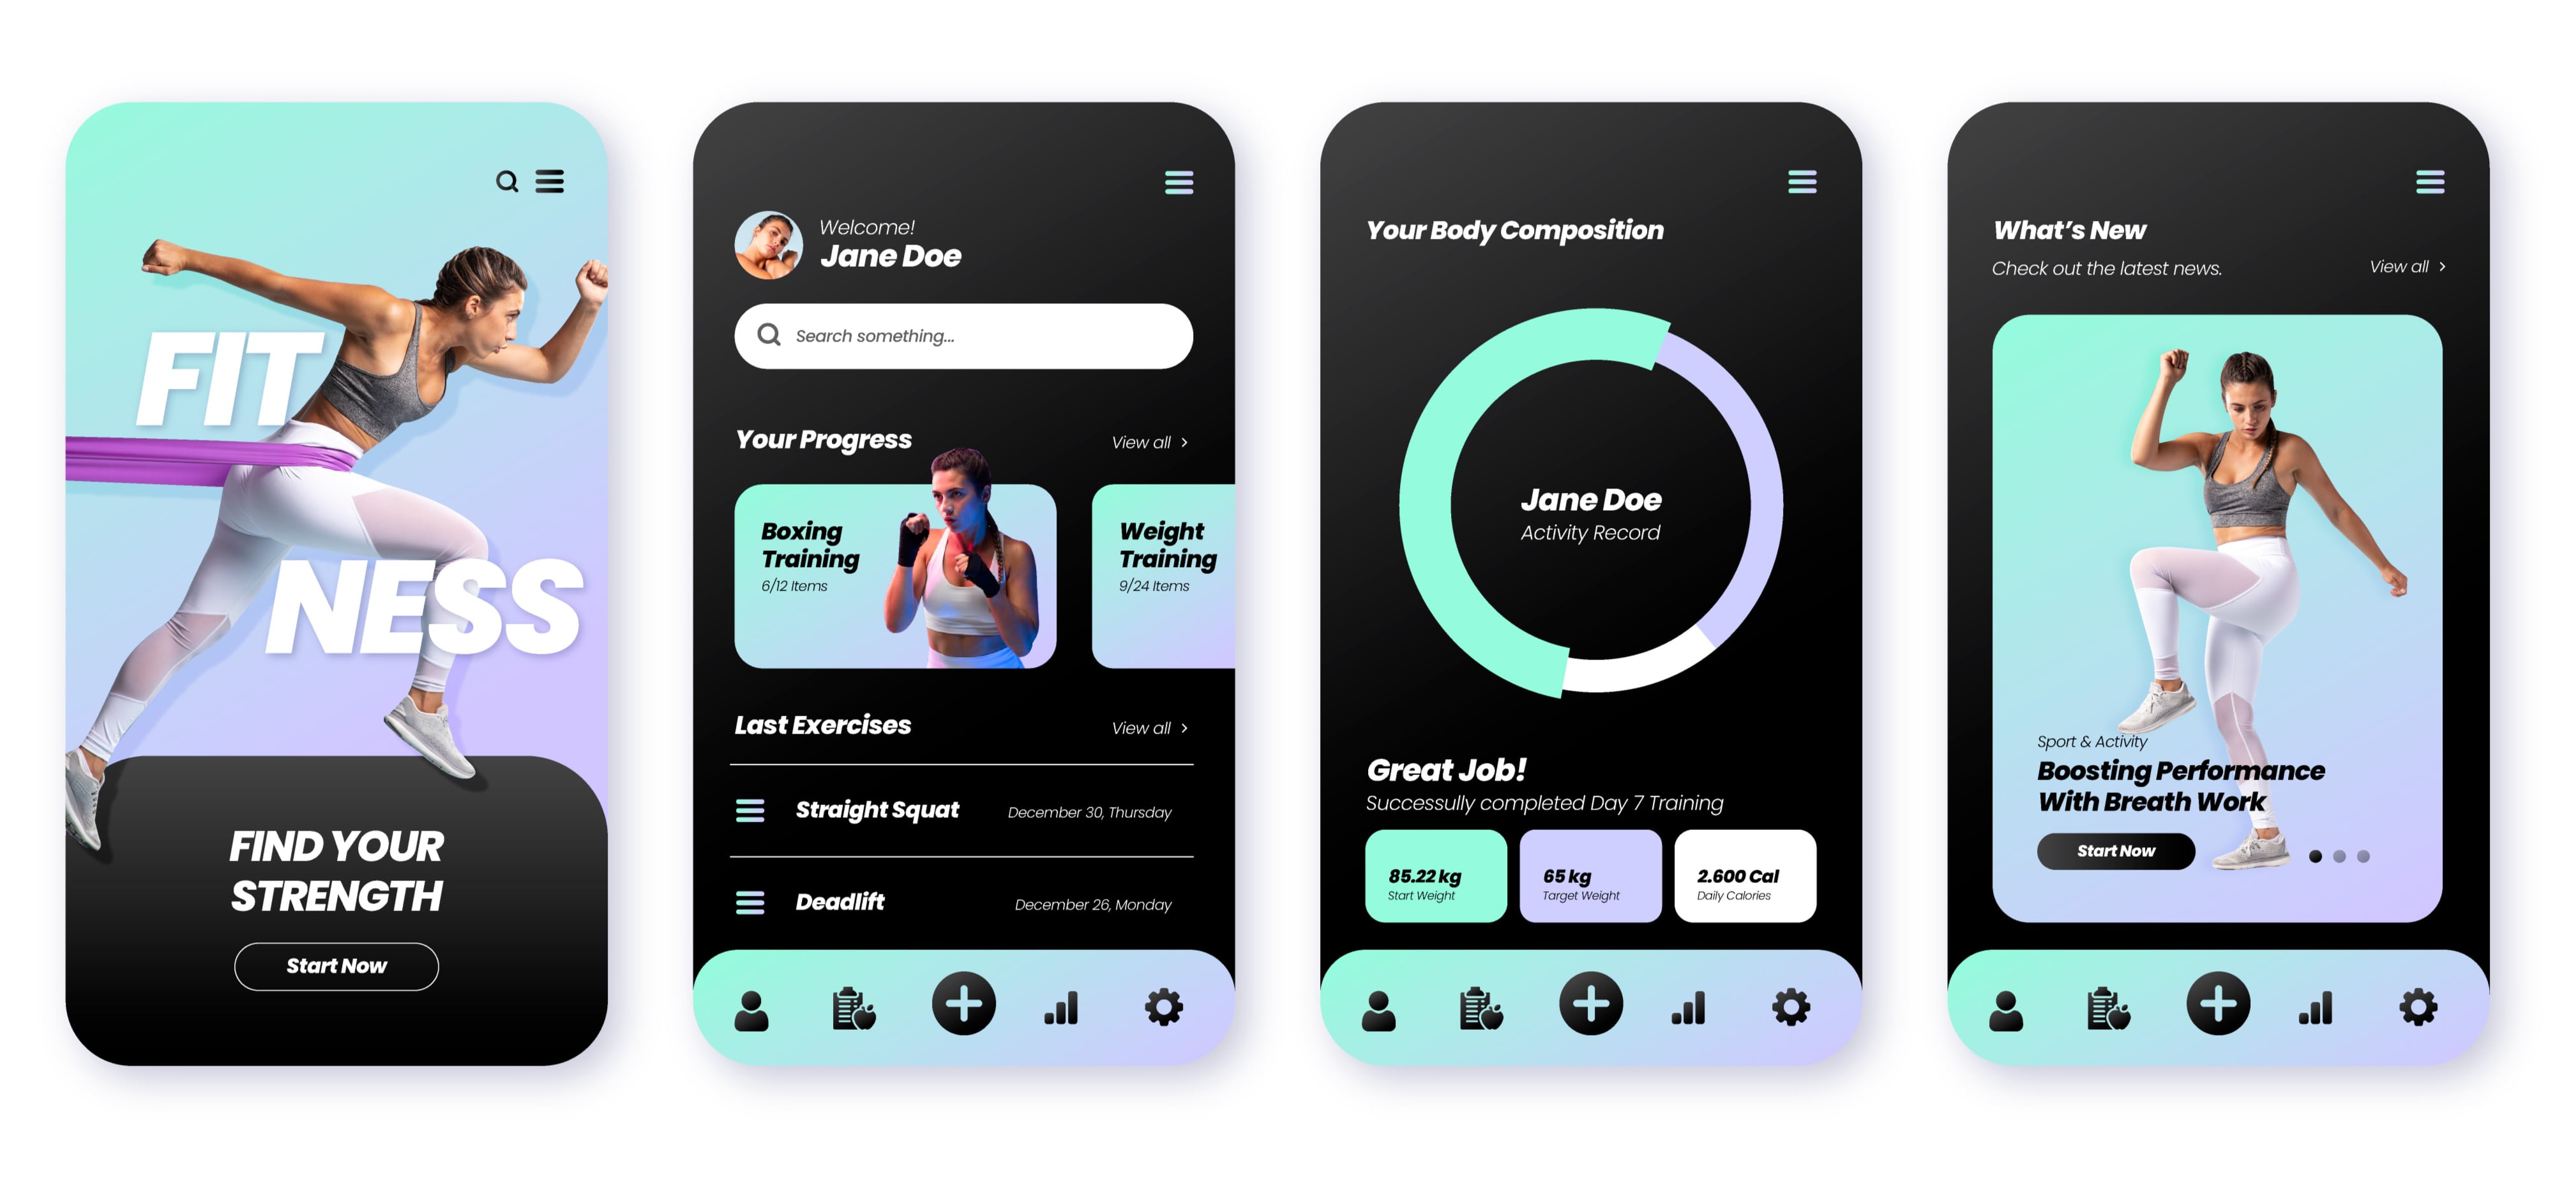 FIT
NESS
FIND YOUR
STRENGTH
Start Now
Welcome!
Jane Doe
Search something...
Your Progress
View all
Boxing
Training
6/12 Items
Weight
Training
9/24 Items
Last Exercises
View all
Straight Squat
December 30, Thursday
Deadlift
December 26, Monday
Your Body Composition
Jane Doe
Activity Record
Great Job!
Successully completed Day 7 Training
85.22 kg
Start Weight
65 kg
Target Weight
2.600 Cal
Daily Calories
What’s New
Check out the latest news.
View all
Sport & Activity
Boosting Performance
With Breath Work
Start Now